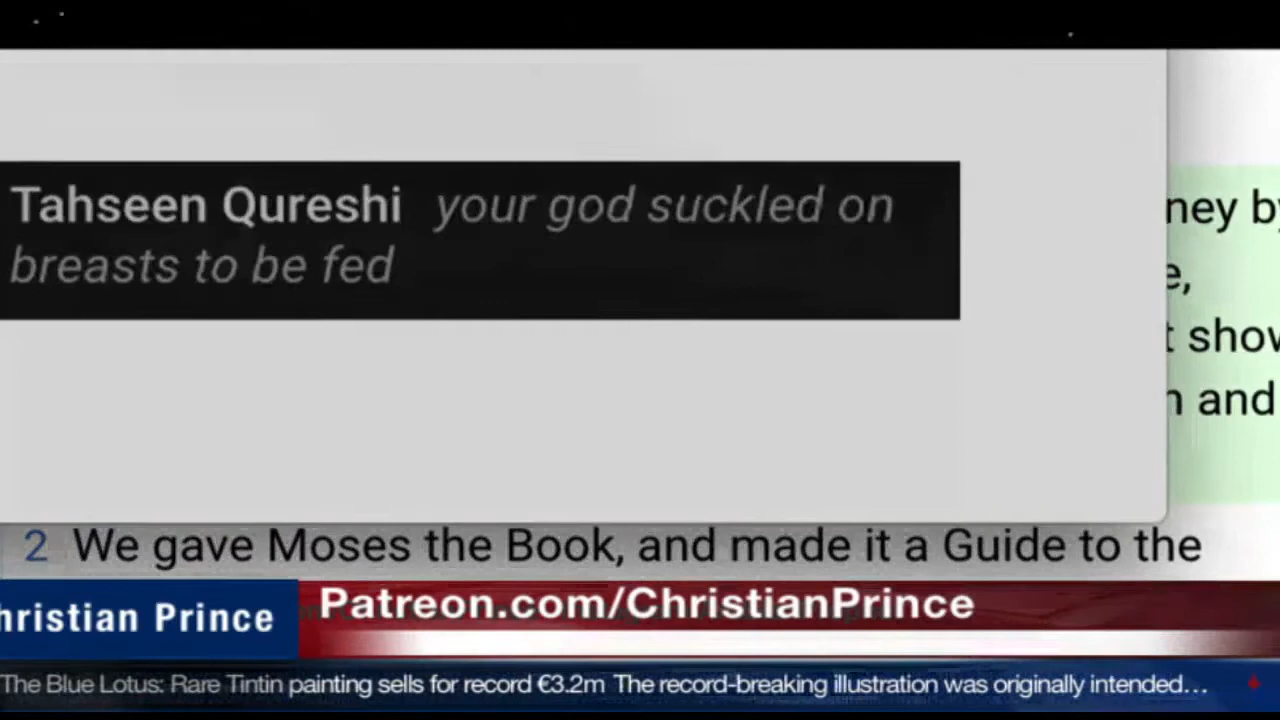 Tahseen Qureshi your god suckled on
breasts to be fed
ney by
e,
t show
n and
2 We gave Moses the Book, and made it a Guide to the
hristian Prince
Patreon.com/ChristianPrince
The Blue Lotus: Rare Tintin painting sells for record €3.2m The record-breaking illustration was originally intended…